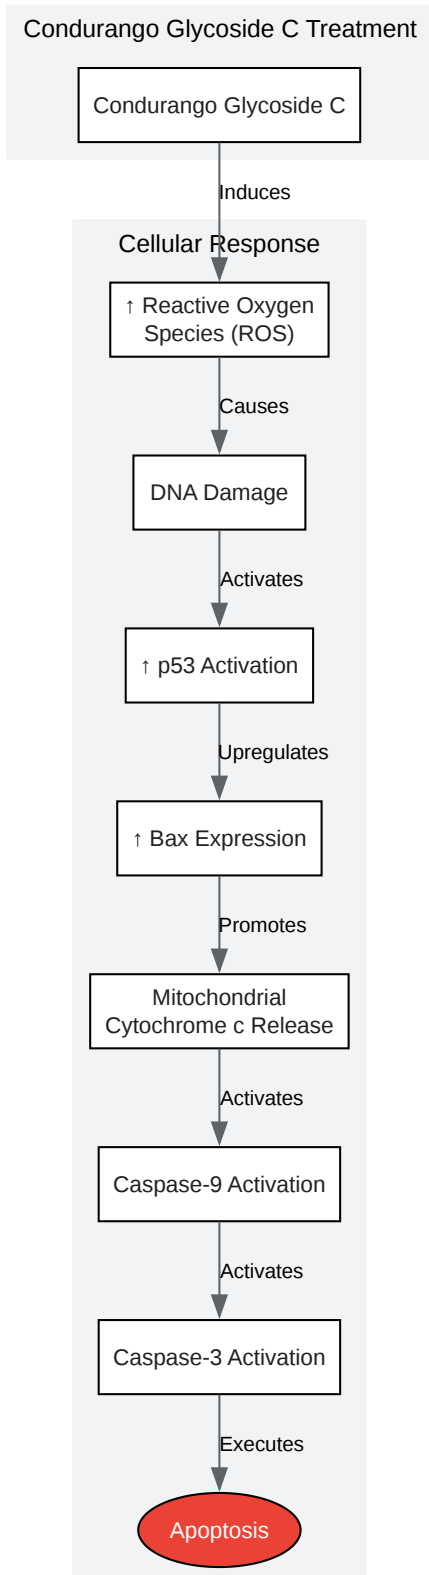 Condurango Glycoside C Treatment
Condurango Glycoside C
Induces
Cellular Response
↑ Reactive Oxygen
Species (ROS)
Causes
DNA Damage
Activates
↑ p53 Activation
Upregulates
↑ Bax Expression
Promotes
Mitochondrial
Cytochrome c Release
Activates
Caspase-9 Activation
Activates
Caspase-3 Activation
Executes
Apoptosis